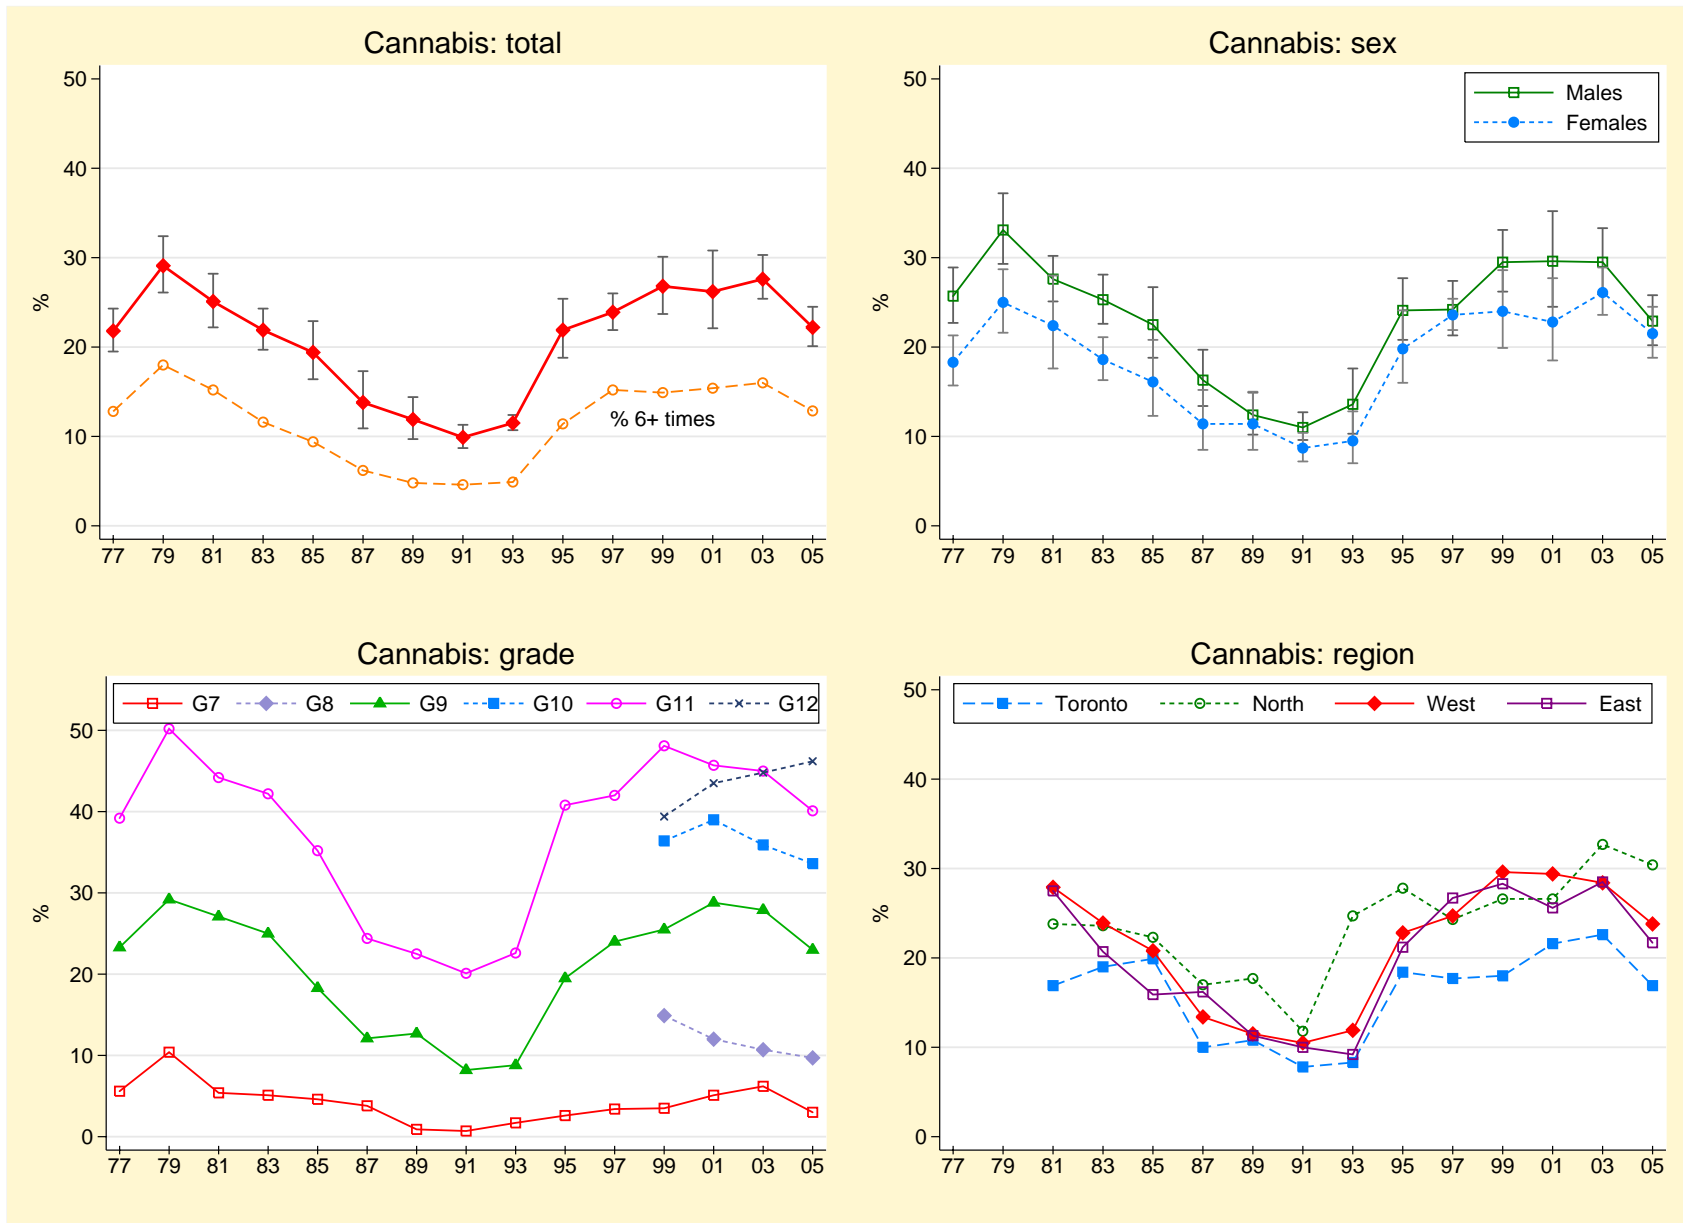 Cannabis: total
50
40
30
20
10
0
%
% 6+ times
77 79 81 83 85 87 89 91 93 95 97 99 01 03 05
Cannabis: sex
Males
Females
50
40
30
20
10
0
%
77 79 81 83 85 87 89 91 93 95 97 99 01 03 05
Cannabis: grade
G7 G8 G9 G10 G11 G12
50
40
30
20
10
0
%
77 79 81 83 85 87 89 91 93 95 97 99 01 03 05
Cannabis: region
Toronto North West East
50
40
30
20
10
0
%
77 79 81 83 85 87 89 91 93 95 97 99 01 03 05